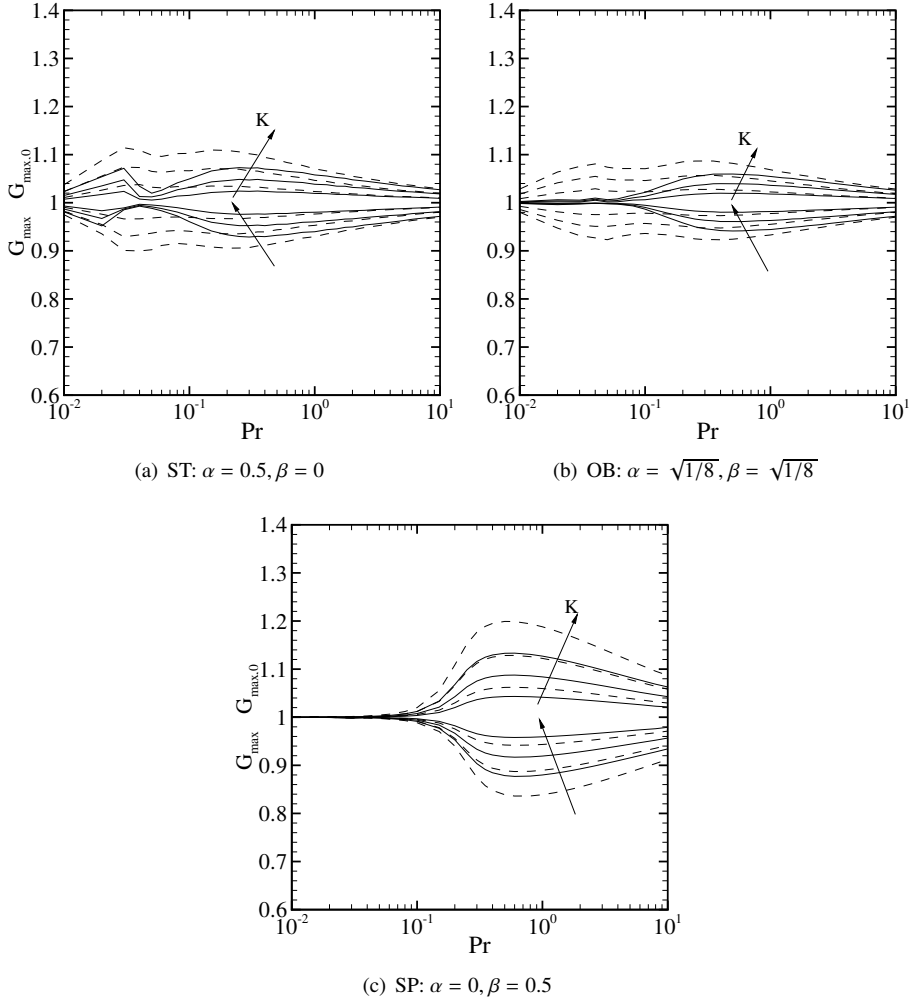 1.4
1.3
1.2
1.1
1
0.9
0.8
0.7
0.6
G_max G_max,0
K
10^-2 10^-1 10^0 10^1
Pr
(a) ST: α = 0.5, β = 0
1.4
1.3
1.2
1.1
1
0.9
0.8
0.7
0.6
G_max G_max,0
K
10^-2 10^-1 10^0 10^1
Pr
(b) OB: α = √1/8, β = √1/8
1.4
1.3
1.2
1.1
1
0.9
0.8
0.7
0.6
G_max G_max,0
K
10^-2 10^-1 10^0 10^1
Pr
(c) SP: α = 0, β = 0.5